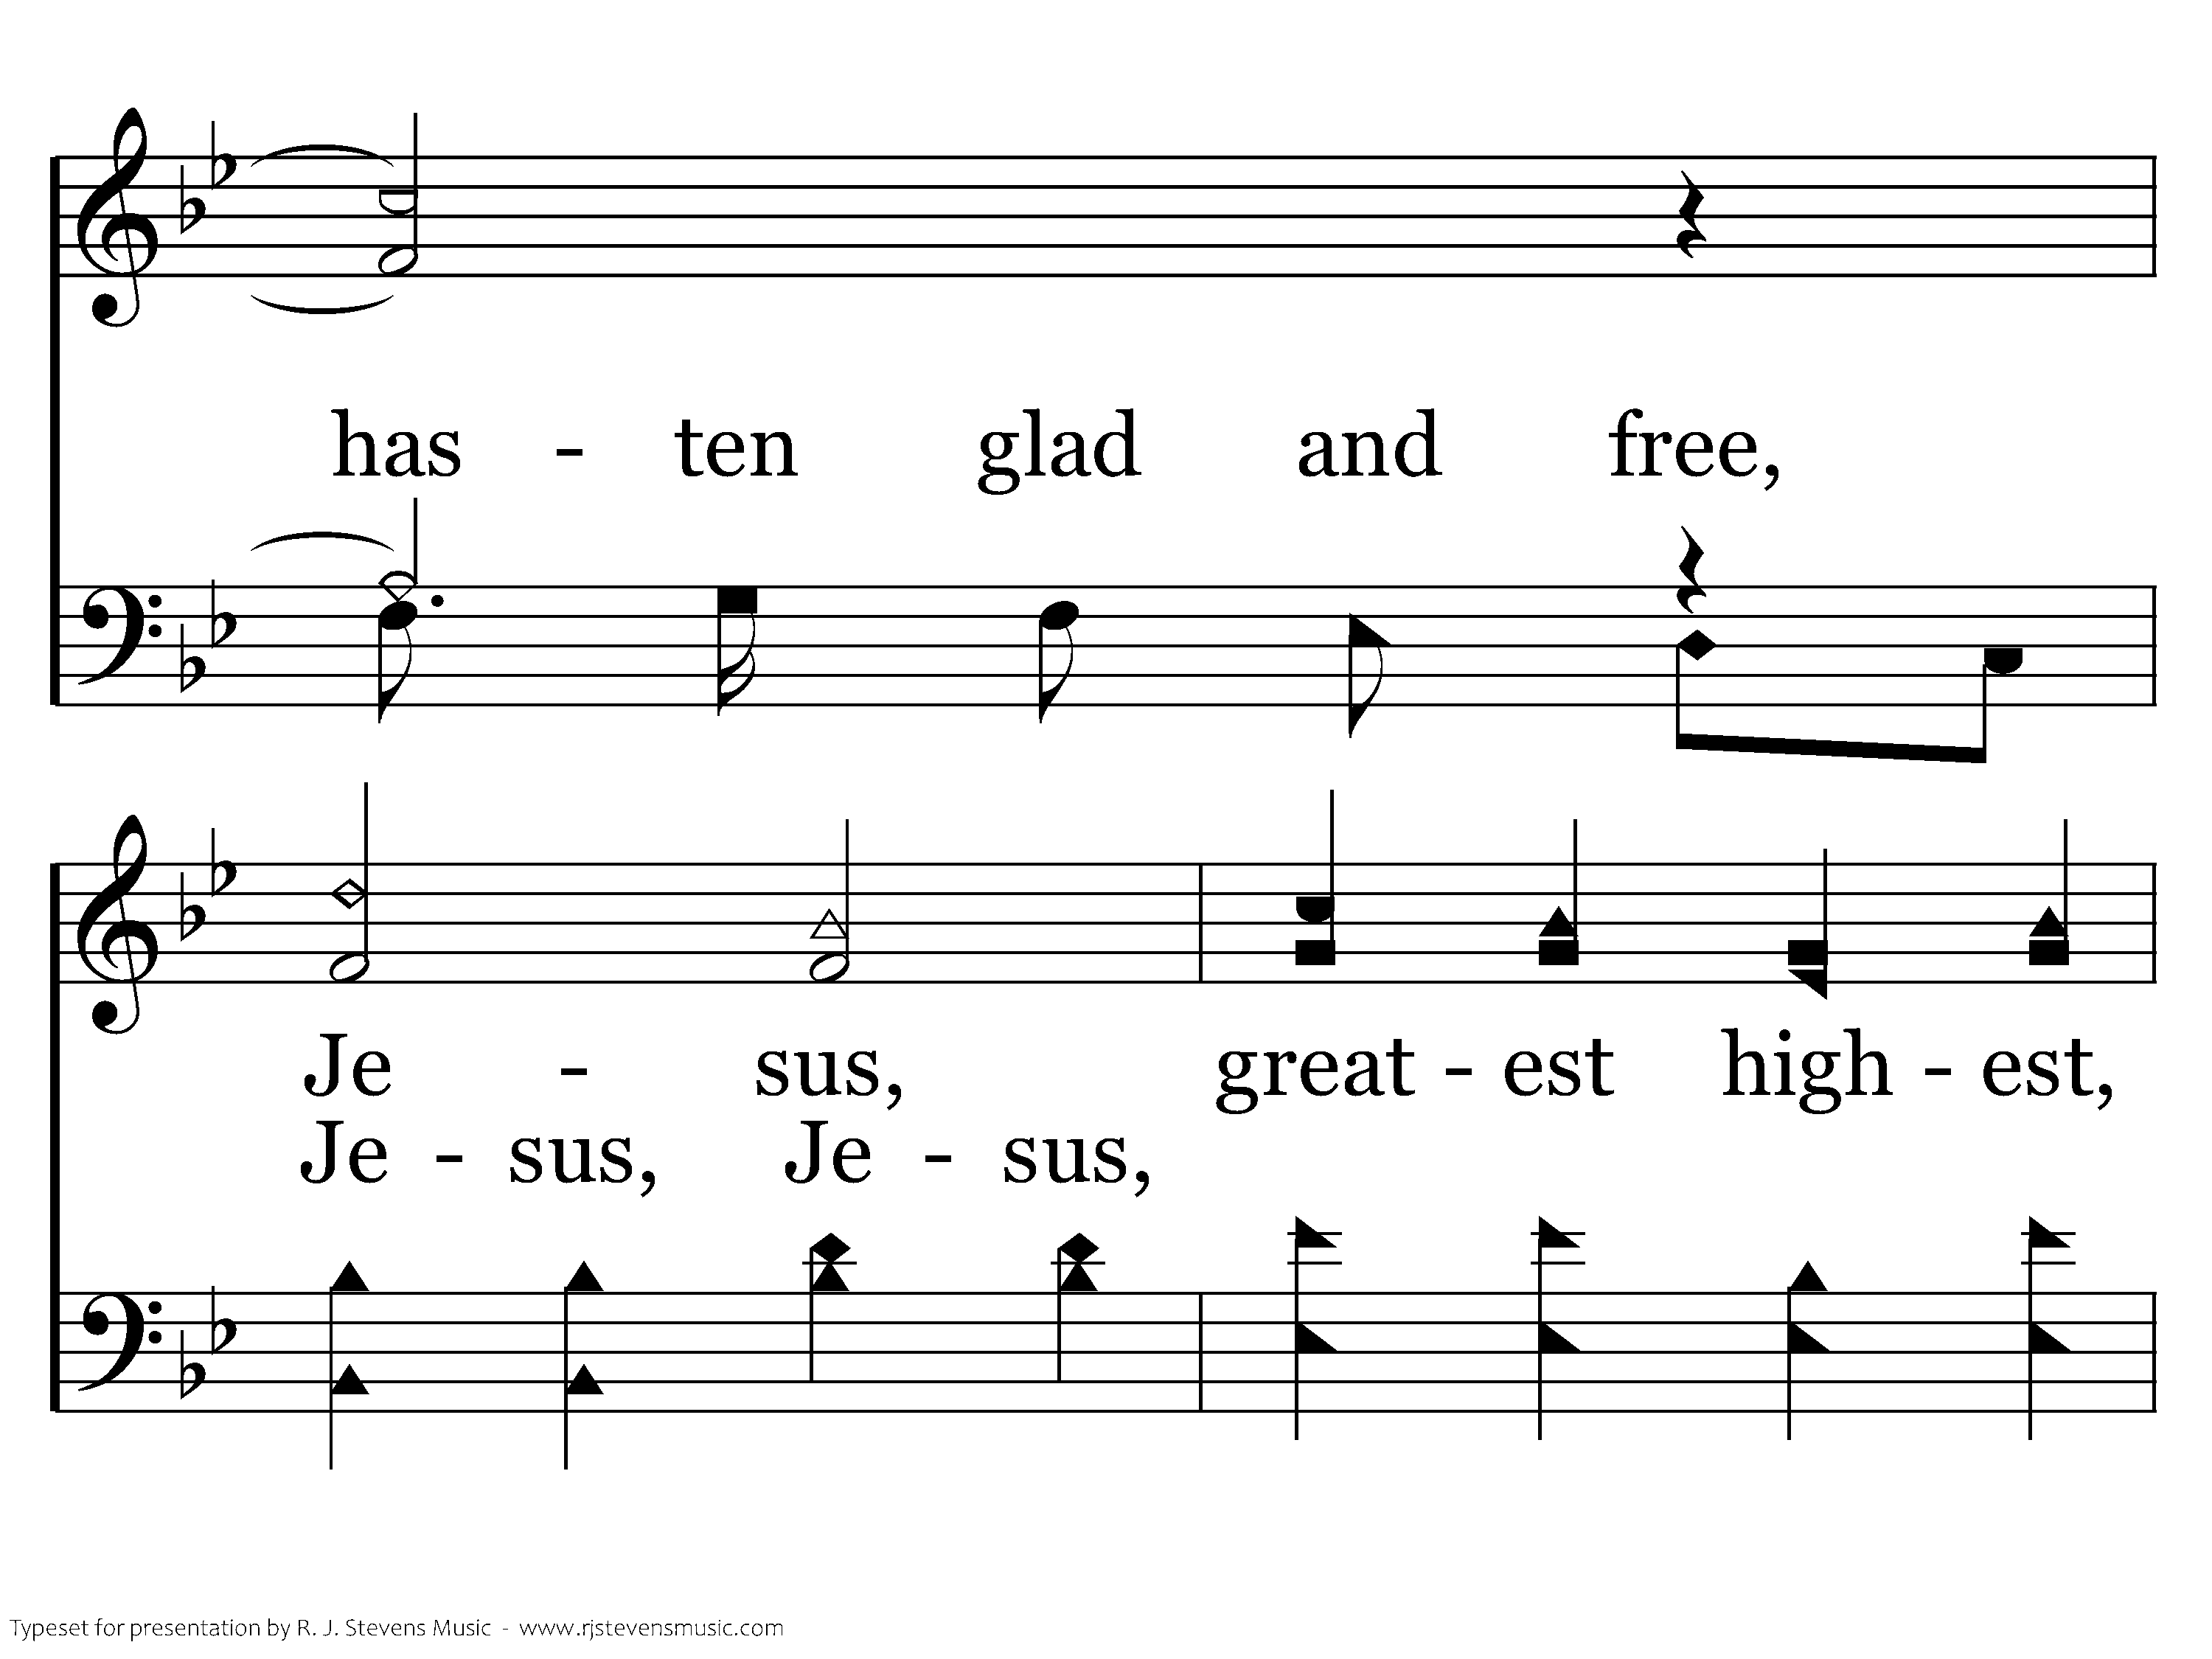 has - ten glad and free,
Je - sus, great - est high - est,
Je - sus, Je - sus,
Typeset for presentation by R. J. Stevens Music - www.rjstevensmusic.com